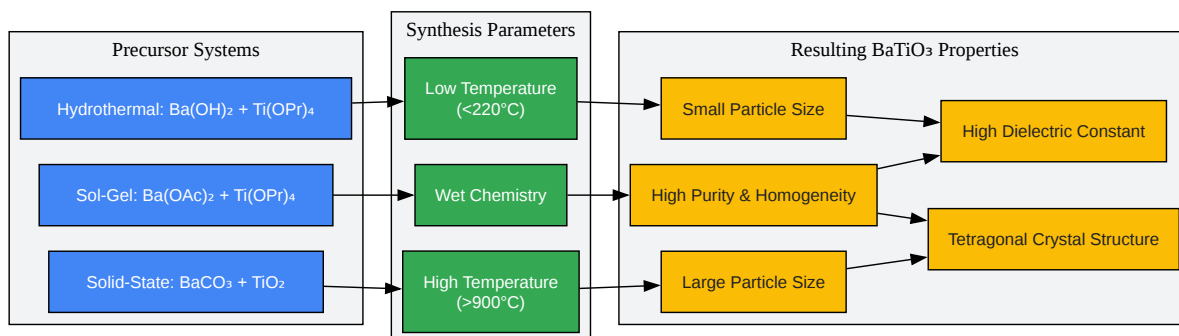 Precursor Systems
Hydrothermal: Ba(OH)₂ + Ti(OPr)₄
Sol-Gel: Ba(OAc)₂ + Ti(OPr)₄
Solid-State: BaCO₃ + TiO₂
Synthesis Parameters
Low Temperature
(<220°C)
Wet Chemistry
High Temperature
(>900°C)
Resulting BaTiO₃ Properties
Small Particle Size
High Purity & Homogeneity
Large Particle Size
High Dielectric Constant
Tetragonal Crystal Structure